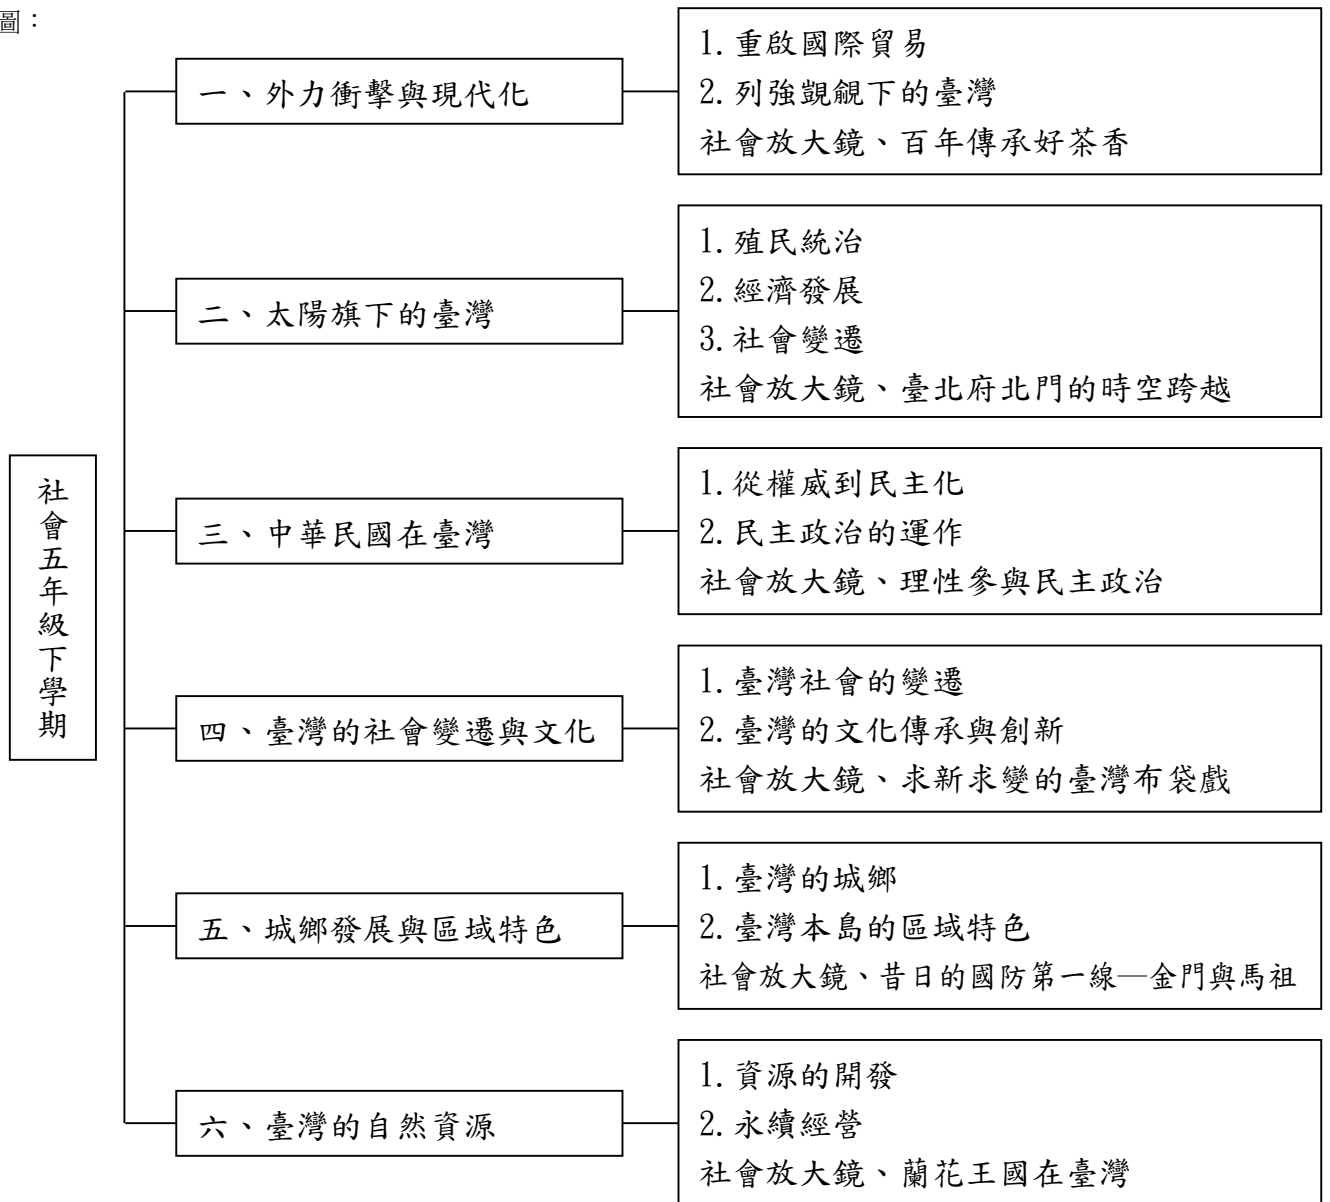 圖：
社會五年級下學期
一、外力衝擊與現代化
1.重啟國際貿易
2.列強覬覦下的臺灣
社會放大鏡、百年傳承好茶香
二、太陽旗下的臺灣
1.殖民統治
2.經濟發展
3.社會變遷
社會放大鏡、臺北府北門的時空跨越
三、中華民國在臺灣
1.從權威到民主化
2.民主政治的運作
社會放大鏡、理性參與民主政治
四、臺灣的社會變遷與文化
1.臺灣社會的變遷
2.臺灣的文化傳承與創新
社會放大鏡、求新求變的臺灣布袋戲
五、城鄉發展與區域特色
1.臺灣的城鄉
2.臺灣本島的區域特色
社會放大鏡、昔日的國防第一線─金門與馬祖
六、臺灣的自然資源
1.資源的開發
2.永續經營
社會放大鏡、蘭花王國在臺灣